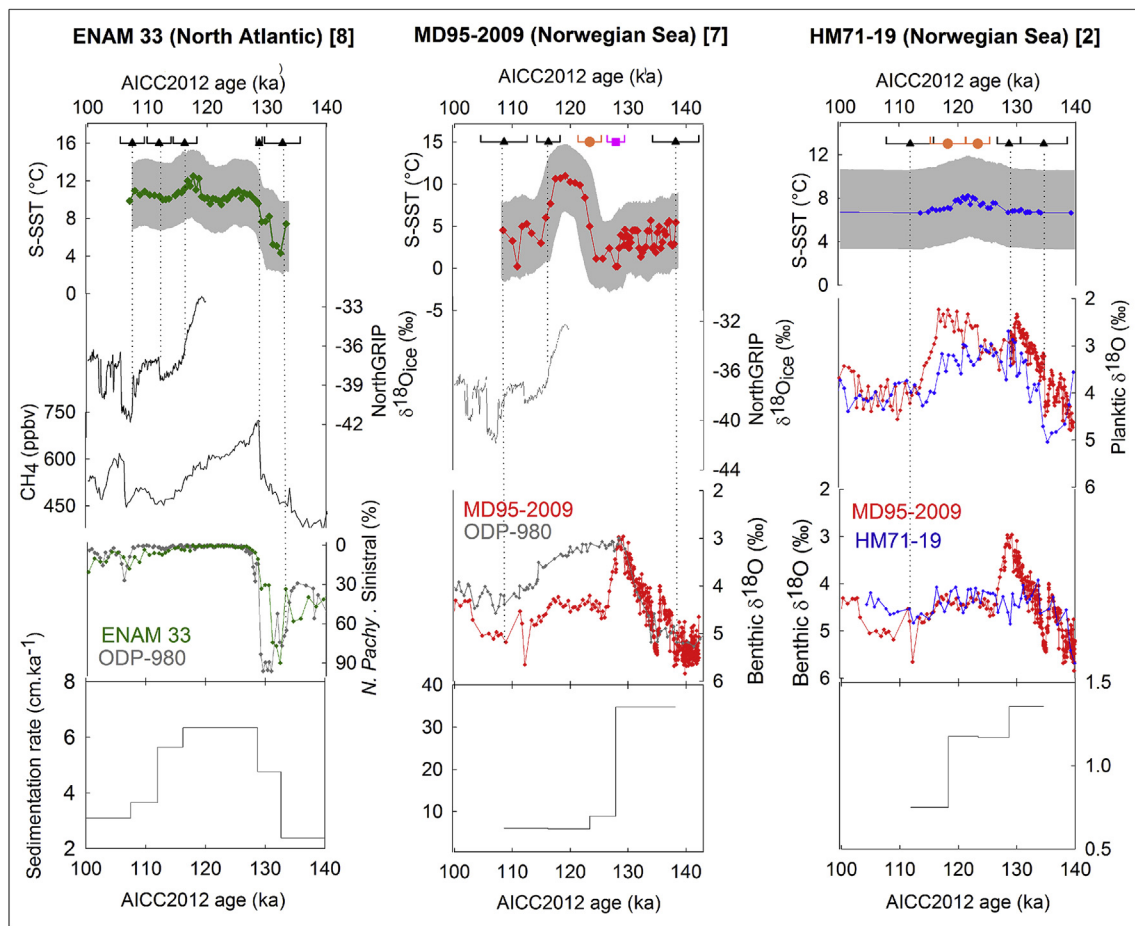 ENAM 33 (North Atlantic) [8]
AICC2012 age (ka)
100 110 120 130 140
16
12
8
4
0
S-SST (°C)
-33
-36
-39
-42
NorthGRIP
δ18Oice (‰)
750
600
450
CH4 (ppbv)
0
30
60
90
N. Pachy . Sinistral (%)
ENAM 33
ODP-980
8
6
4
2
Sedimentation rate (cm.ka-1)
100 110 120 130 140
AICC2012 age (ka)
MD95-2009 (Norwegian Sea) [7]
AICC2012 age (ka)
100 110 120 130 140
15
10
5
0
-5
S-SST (°C)
-32
-36
-40
-44
NorthGRIP
δ18Oice (‰)
MD95-2009
ODP-980
2
3
4
5
6
Benthic δ18O (‰)
40
30
20
10
100 110 120 130 142
AICC2012 age (ka)
HM71-19 (Norwegian Sea) [2]
AICC2012 age (ka)
100 110 120 130 140
12
8
4
0
S-SST (°C)
2
3
4
5
6
Planktic δ18O (‰)
MD95-2009
HM71-19
2
3
4
5
6
Benthic δ18O (‰)
1.5
1.0
0.5
100 110 120 130 140
AICC2012 age (ka)